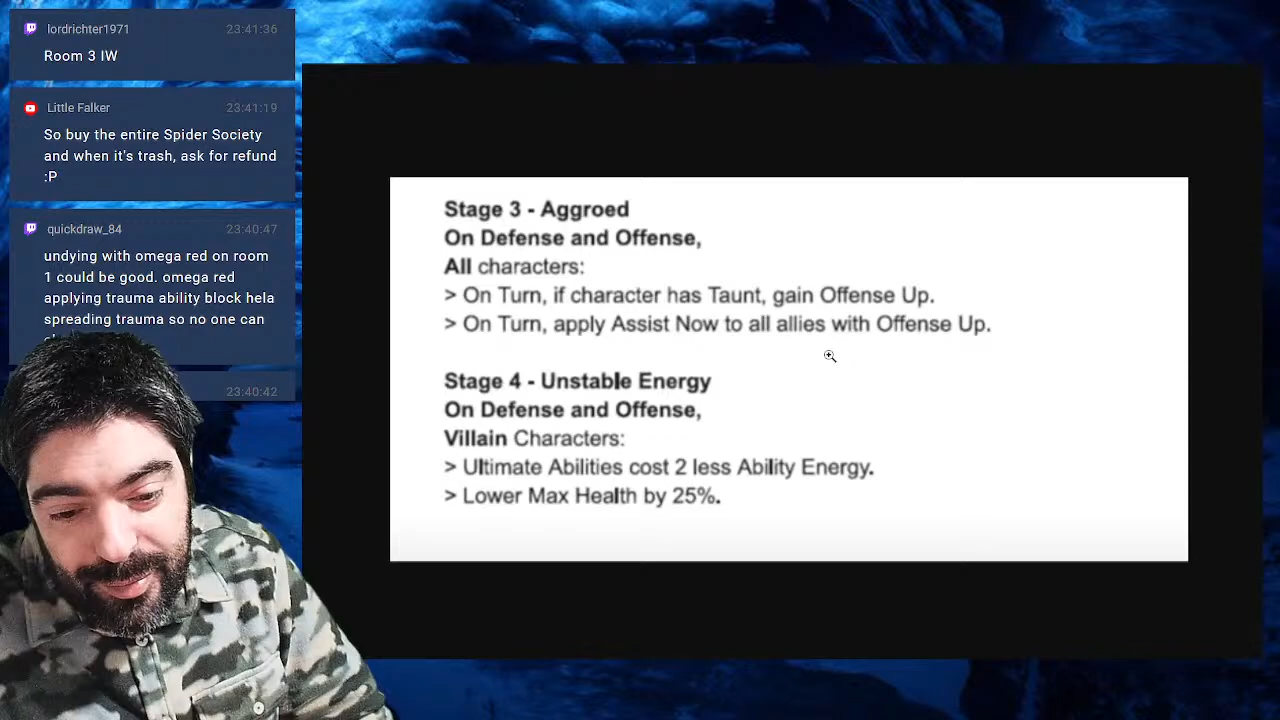 lordrichter1971 23:41:36
Room 3 IW
Little Falker 23:41:19
So buy the entire Spider Society
and when it's trash, ask for refund
:P
quickdraw_84 23:40:47
undying with omega red on room
1 could be good. omega red
applying trauma ability block hela
spreading trauma so no one can
23:40:42
Stage 3 - Aggroed
On Defense and Offense,
All characters:
> On Turn, if character has Taunt, gain Offense Up.
> On Turn, apply Assist Now to all allies with Offense Up.
Stage 4 - Unstable Energy
On Defense and Offense,
Villain Characters:
> Ultimate Abilities cost 2 less Ability Energy.
> Lower Max Health by 25%.